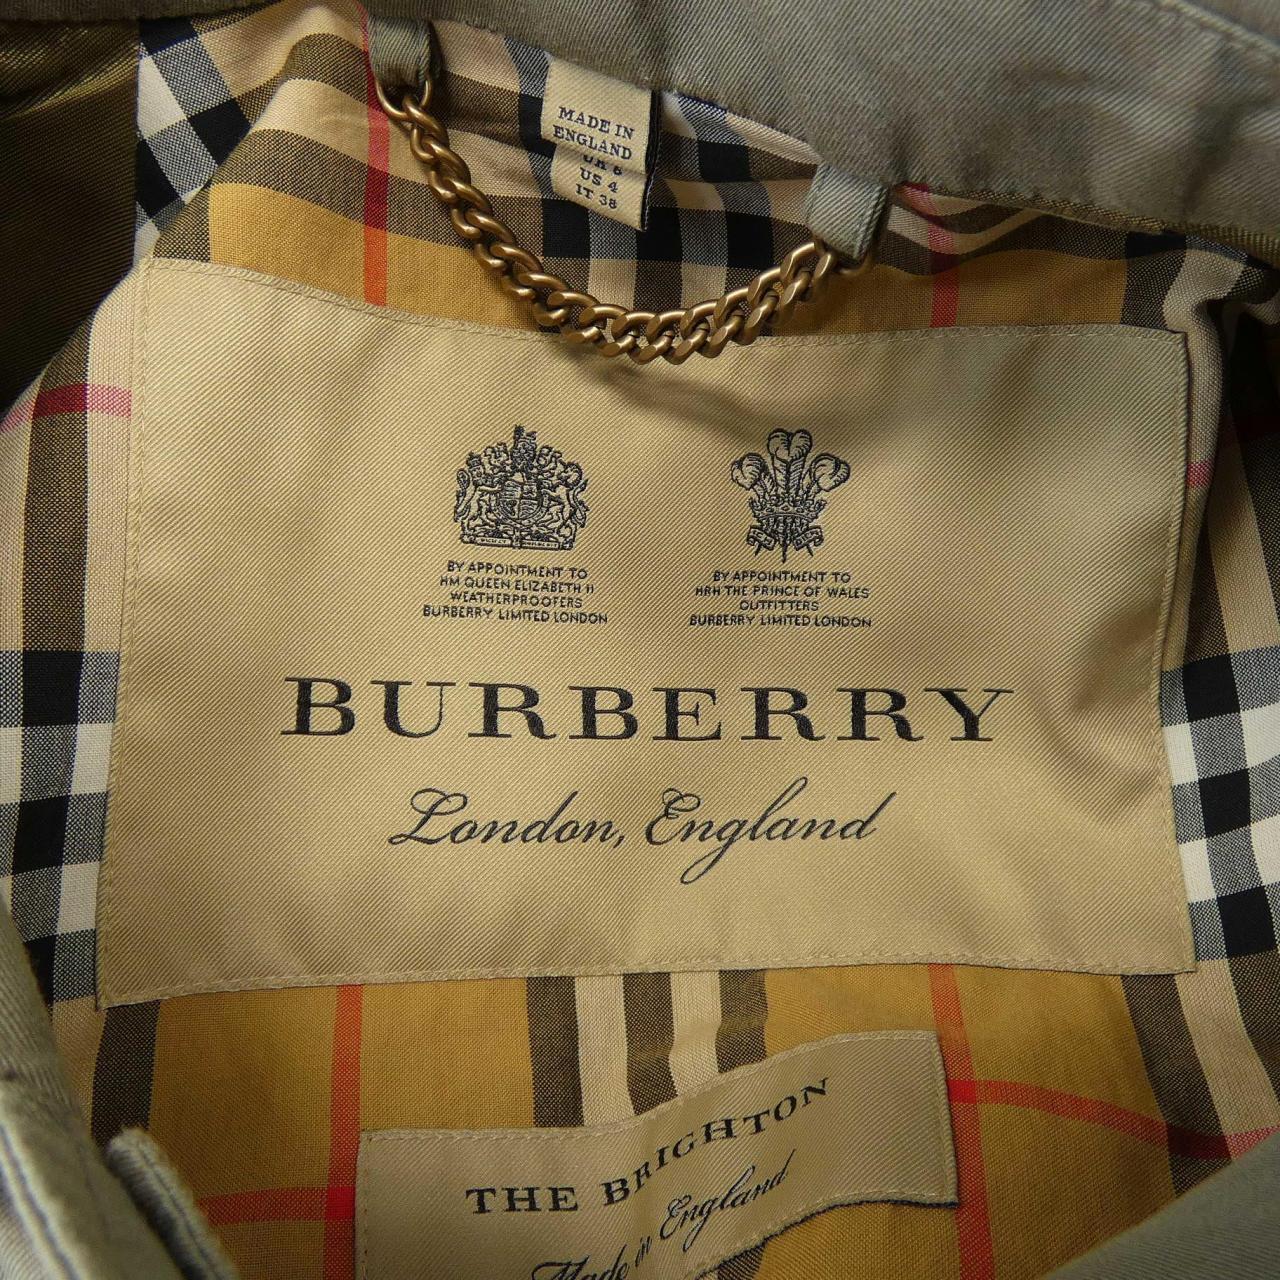 MADE IN
ENGLAND
UK 6
US 4
IT 38
BY APPOINTMENT TO
HM QUEEN ELIZABETH II
WEATHERPROOFERS
BURBERRY LIMITED LONDON
BY APPOINTMENT TO
HRH THE PRINCE OF WALES
OUTFITTERS
BURBERRY LIMITED LONDON
BURBERRY
London, England
THE BRIGHTON
Made in England